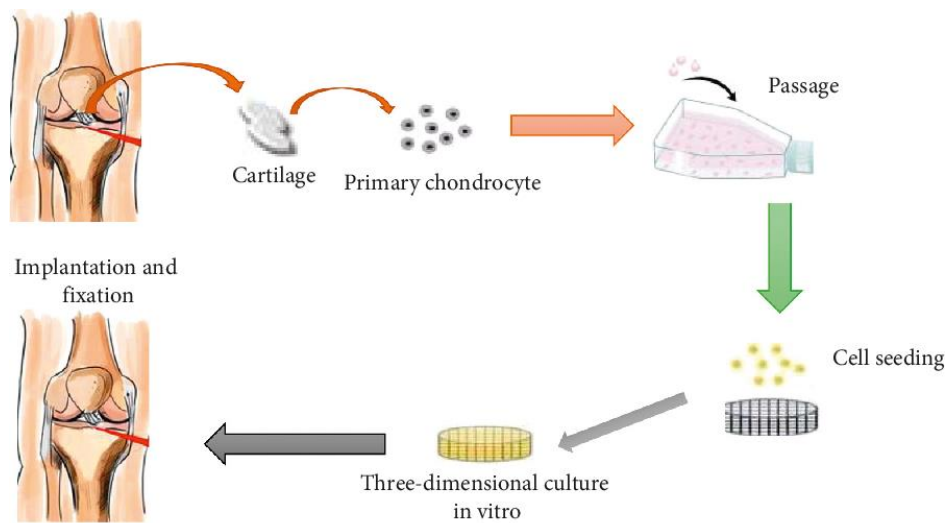 Passage
Cartilage
Primary chondrocyte
Implantation and
fixation
Cell seeding
Three-dimensional culture
in vitro